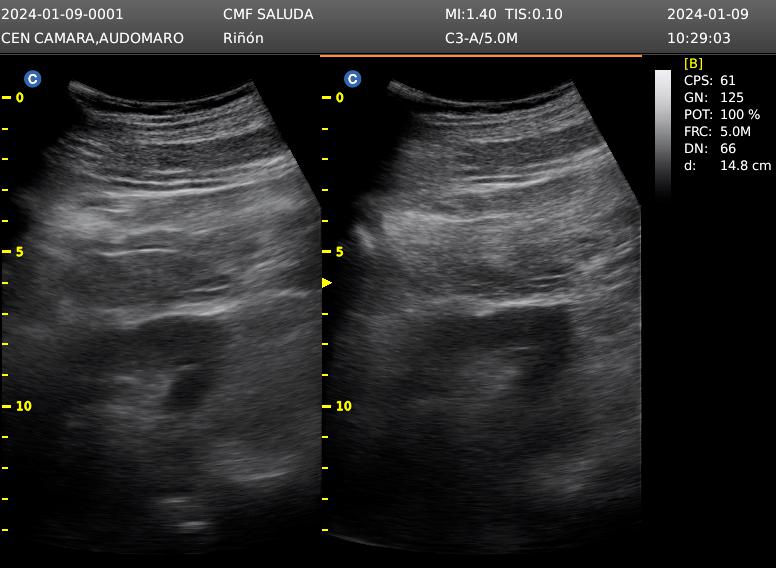 2024-01-09-0001 CMF SALUDA MI:1.40 TIS:0.10 2024-01-09
CEN CAMARA,AUDOMARO Riñón C3-A/5.0M 10:29:03
[B]
CPS: 61
GN: 125
POT: 100 %
FRC: 5.0M
DN: 66
d: 14.8 cm
C
0
5
10
C
0
5
10